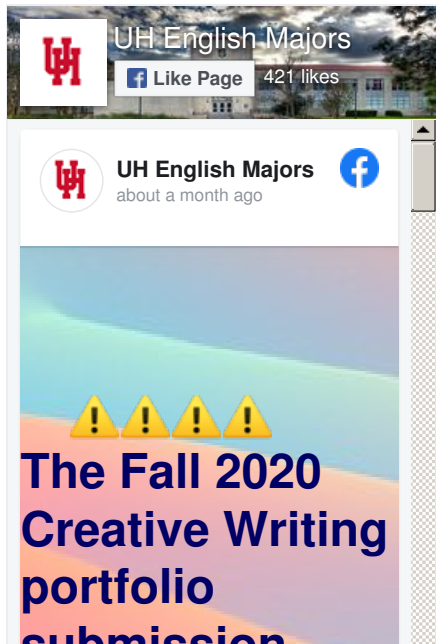 UH English Majors
Like Page
421 likes
UH English Majors
about a month ago
⚠️⚠️⚠️⚠️
The Fall 2020
Creative Writing
portfolio
submission